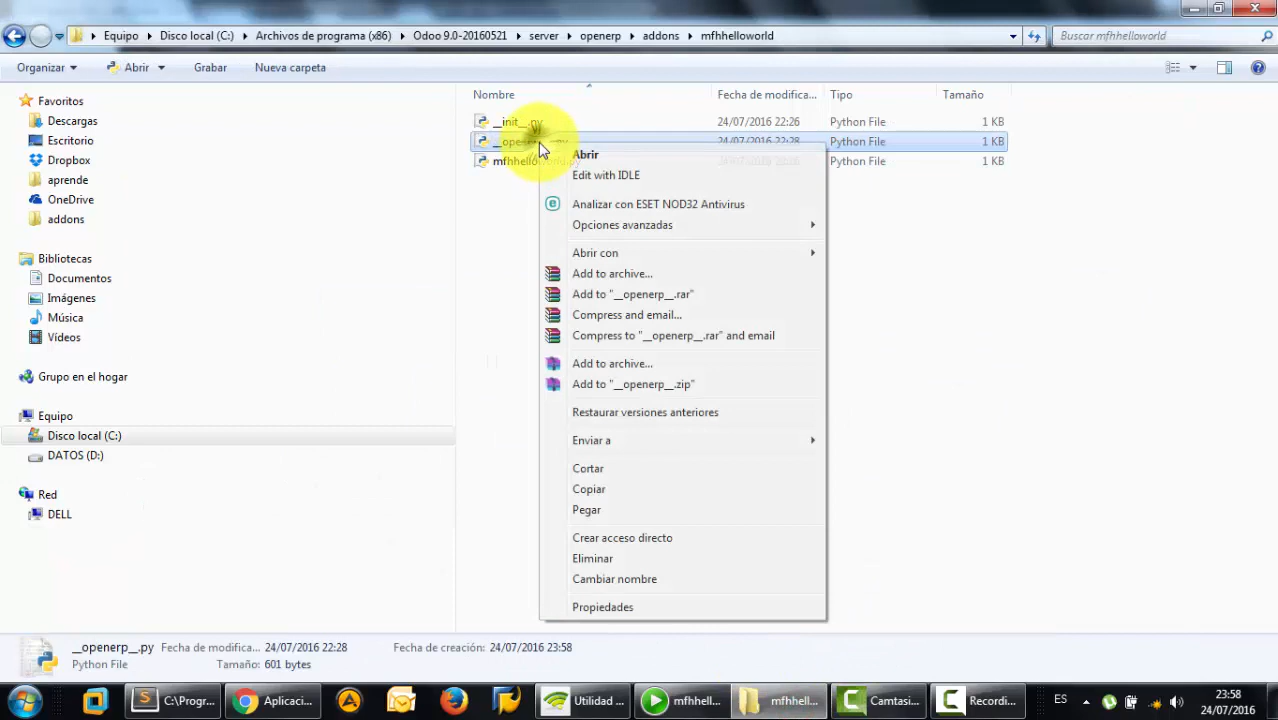 Equipo Disco local (C:) Archivos de programa (x86) Odoo 9.0-20160521 server openerp addons mfhhelloworld Buscar mfhhelloworld
Organizar Abrir Grabar Nueva carpeta
Favoritos
Descargas
Escritorio
Dropbox
aprende
OneDrive
addons
Bibliotecas
Documentos
Imágenes
Música
Vídeos
Grupo en el hogar
Equipo
Disco local (C:)
DATOS (D:)
Red
DELL
Nombre Fecha de modifica... Tipo Tamaño
__init__.py 24/07/2016 22:26 Python File 1 KB
24/07/2016 22:28 Python File 1 KB
Python File 1 KB
Abrir
Edit with IDLE
Analizar con ESET NOD32 Antivirus
Opciones avanzadas
Abrir con
Add to archive...
Add to "__openerp__.rar"
Compress and email...
Compress to "__openerp__.rar" and email
Add to archive...
Add to "__openerp__.zip"
Restaurar versiones anteriores
Enviar a
Cortar
Copiar
Pegar
Crear acceso directo
Eliminar
Cambiar nombre
Propiedades
__openerp__.py Fecha de modifica... 24/07/2016 22:28 Fecha de creación: 24/07/2016 23:58
Python File Tamaño: 601 bytes
C:\Progr... Aplicaci... Utilidad ... mfhhell... mfhhell... Camtasi... Recordi... ES 23:58
24/07/2016